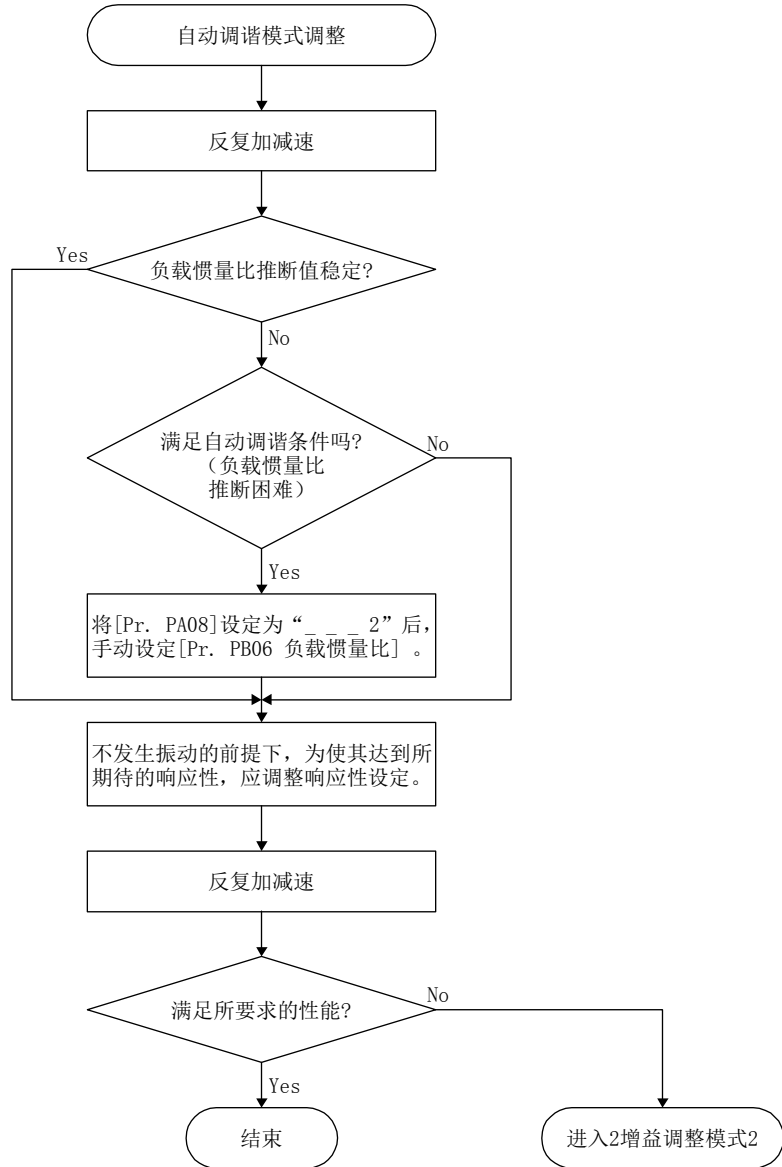 自动调谐模式调整
反复加减速
Yes
负载惯量比推断值稳定?
No
满足自动调谐条件吗?
（负载惯量比
推断困难）
No
Yes
将[Pr. PA08]设定为“_ _ _ 2”后，
手动设定[Pr. PB06 负载惯量比] 。
不发生振动的前提下，为使其达到所
期待的响应性，应调整响应性设定。
反复加减速
满足所要求的性能?
No
Yes
结束
进入2增益调整模式2